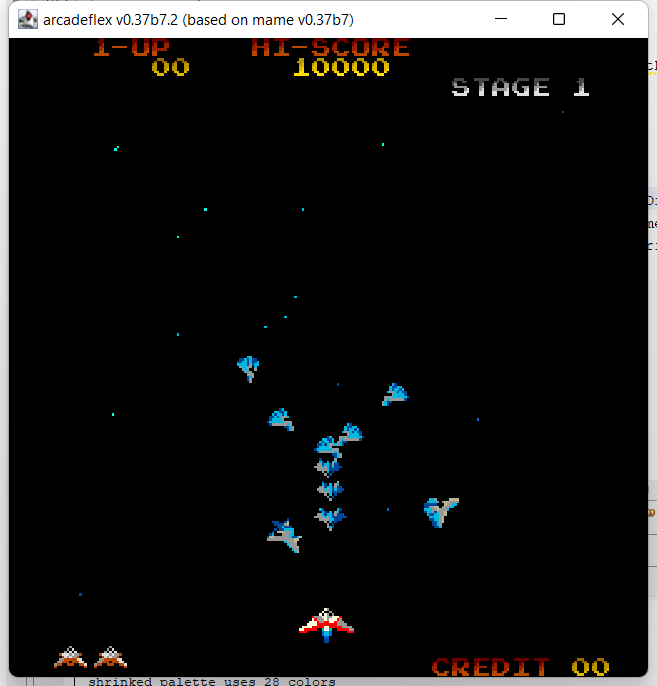 arcadeflex v0.37b7.2 (based on mame v0.37b7)
1-UP HI-SCORE
00 10000
STAGE 1
CREDIT 00
shrinked palette uses 28 colors